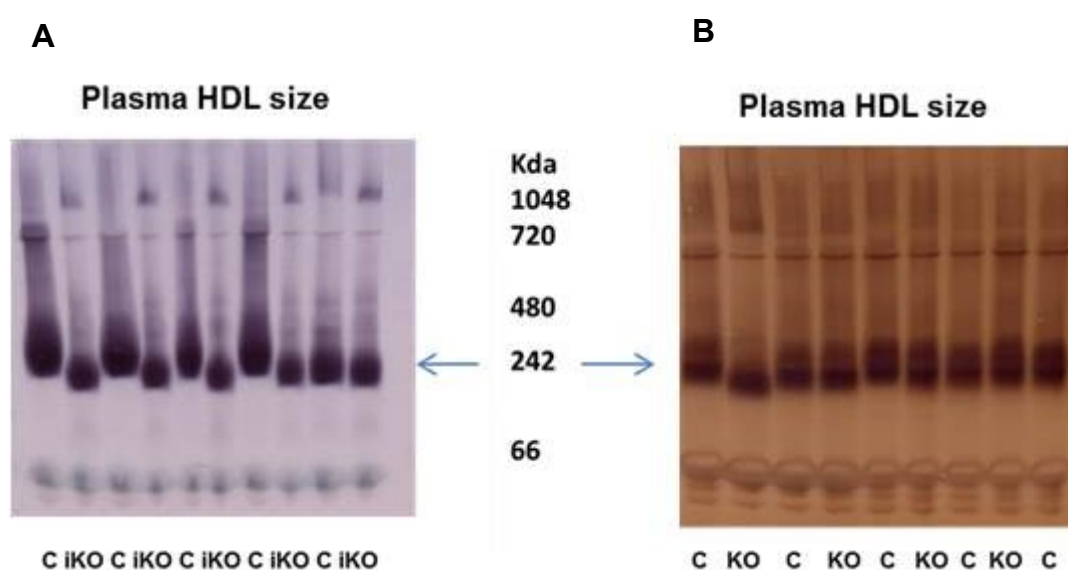 A
Plasma HDL size
C iKO C iKO C iKO C iKO C iKO
Kda
1048
720
480
242
66
B
Plasma HDL size
C KO C KO C KO C KO C